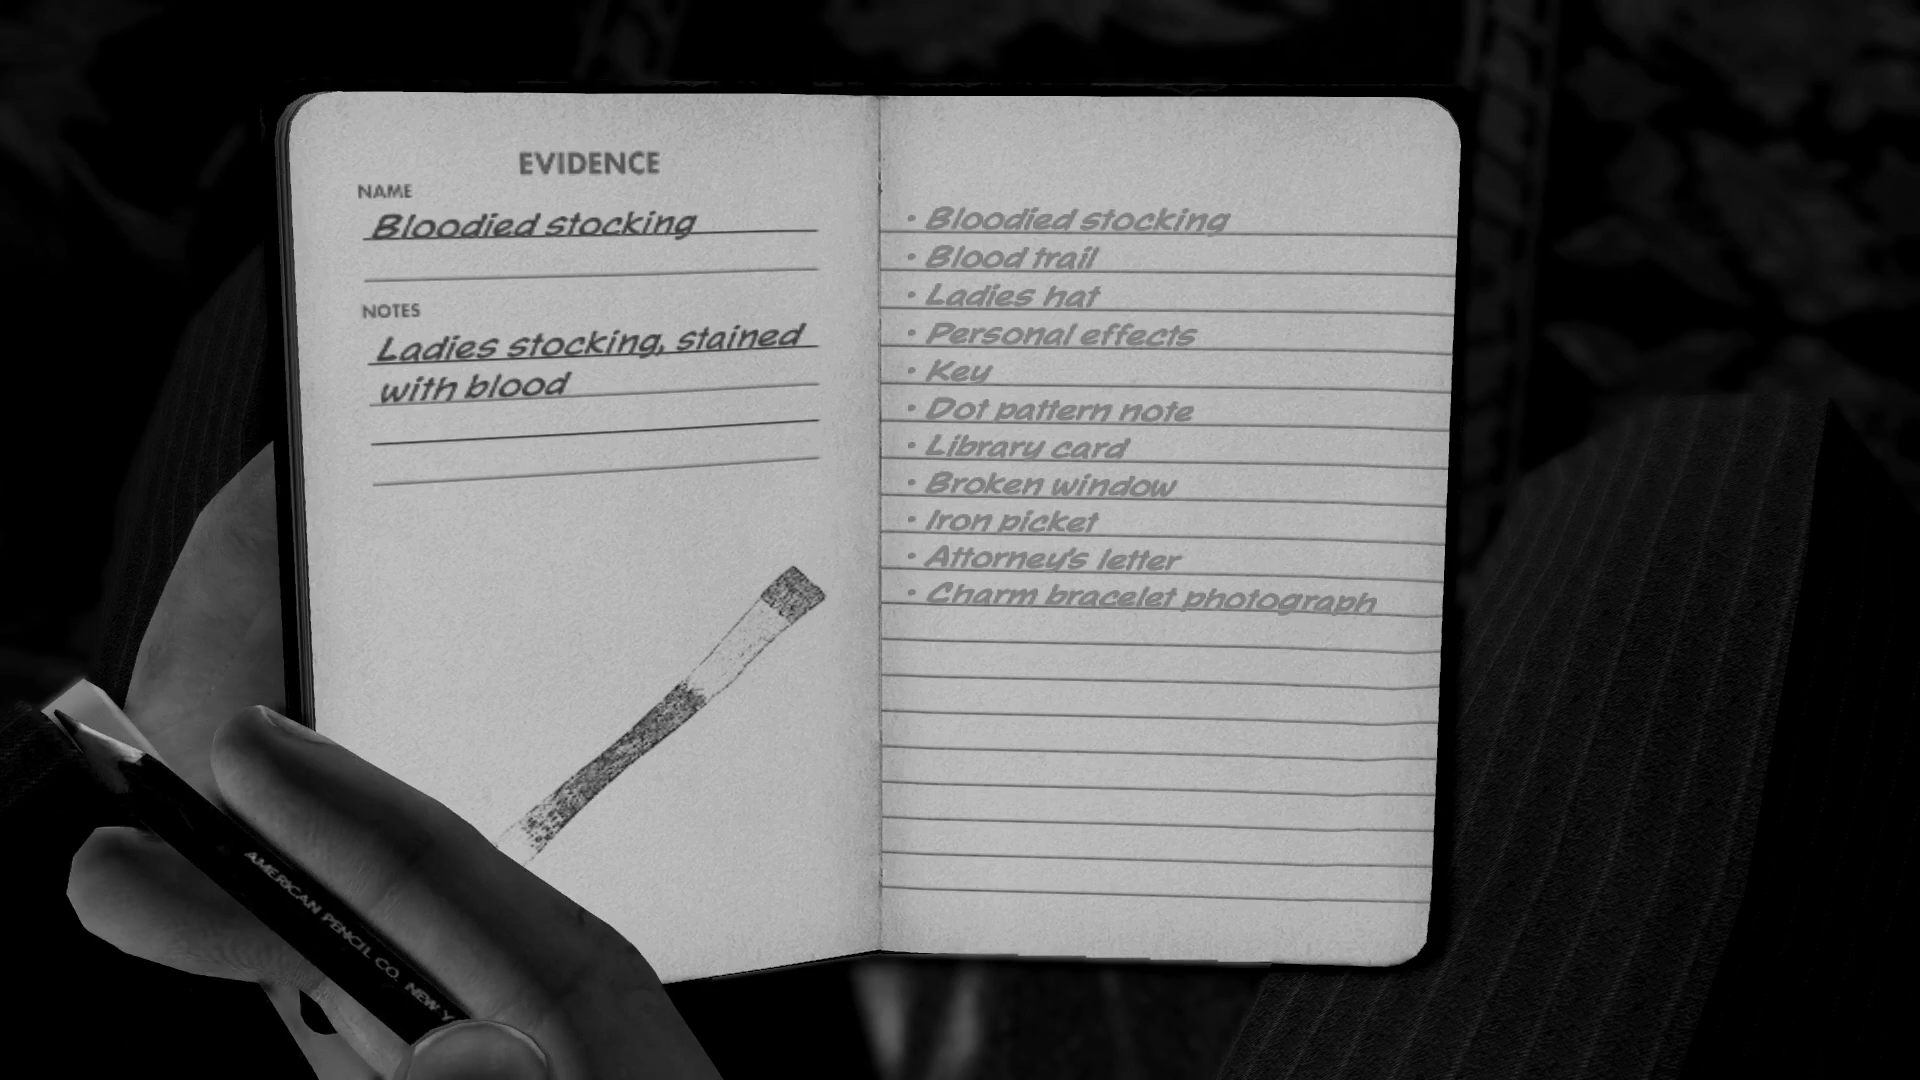 EVIDENCE
NAME
Bloodied stocking
NOTES
Ladies stocking, stained
with blood
• Bloodied stocking
• Blood trail
• Ladies hat
• Personal effects
• Key
• Dot pattern note
• Library card
• Broken window
• Iron picket
• Attorney's letter
• Charm bracelet photograph
AMERICAN PENCIL CO. NEW Y